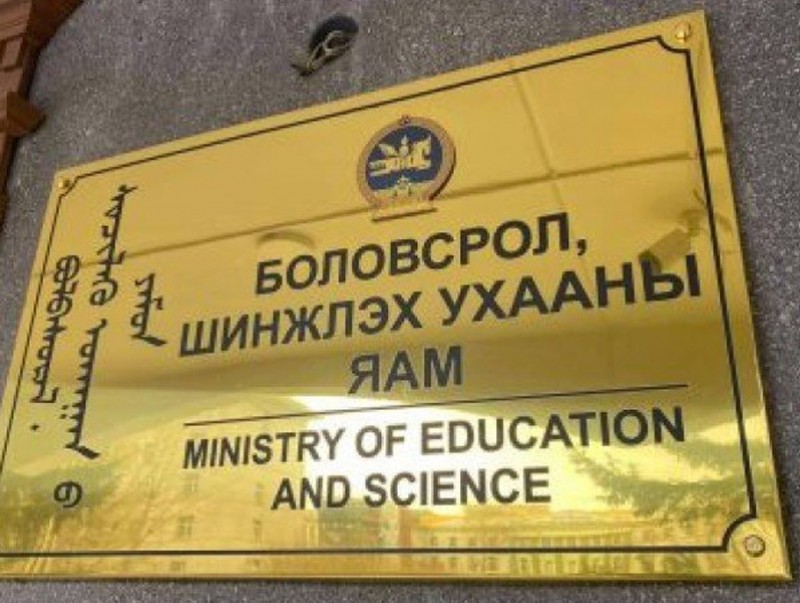 БОЛОВСРОЛ,
ШИНЖЛЭХ УХААНЫ
ЯАМ
MINISTRY OF EDUCATION
AND SCIENCE